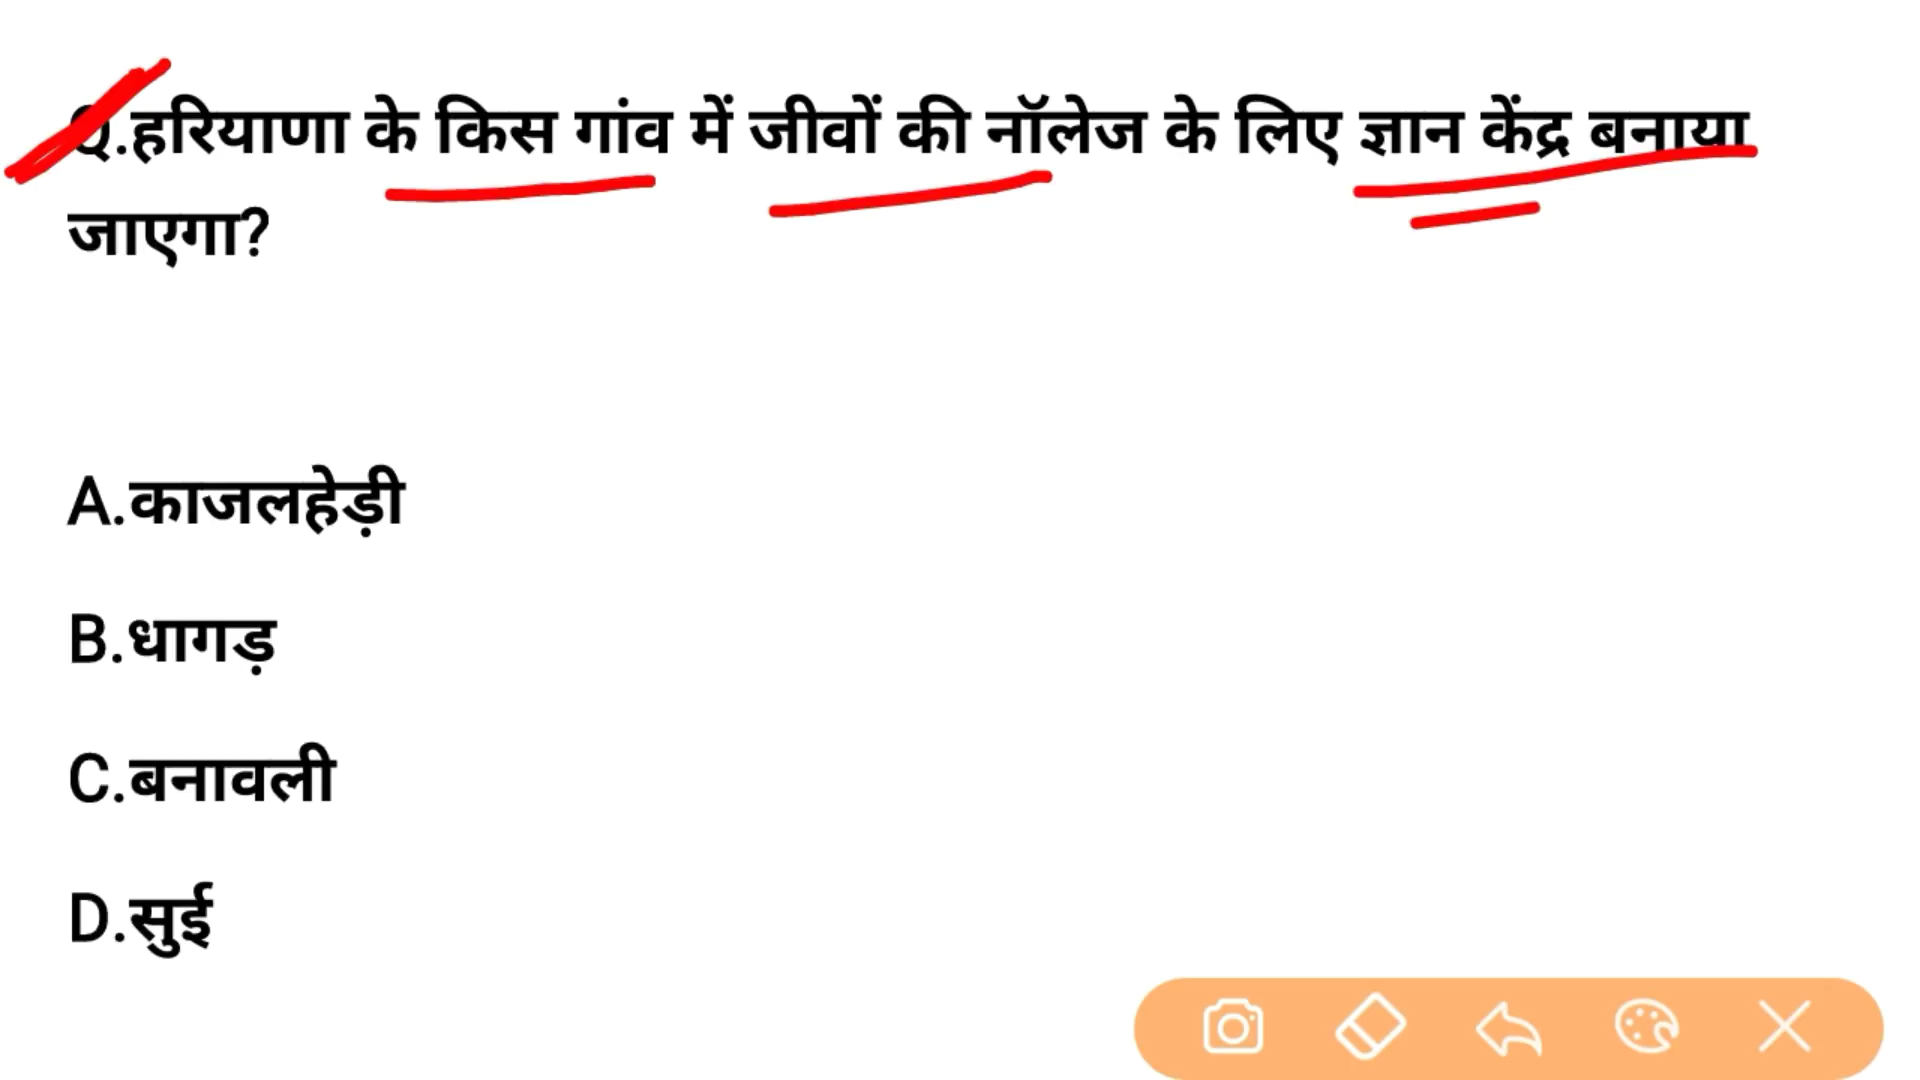 Q.हरियाणा के किस गांव में जीवों की नॉलेज के लिए ज्ञान केंद्र बनाया
जाएगा?
A.काजलहेड़ी
B.धागड़
C.बनावली
D.सुई